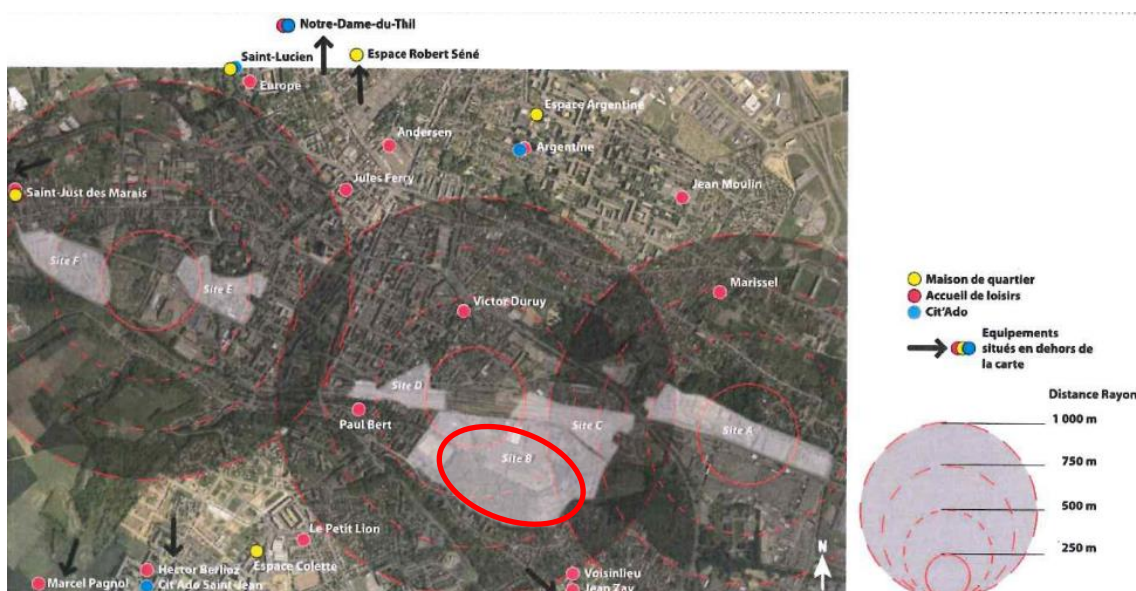 Notre-Dame-du-Thil
Saint-Lucien
Espace Robert Séné
Europe
Espace Argentine
Andersen
Argentine
Jules Ferry
Jean Moulin
Saint-Just des Marais
Site F
Site E
Marissel
Victor Duruy
Maison de quartier
Accueil de loisirs
Cit'Ado
Equipements
situés en dehors de
la carte
Site D
Paul Bert
Site C
Site A
Site B
Distance Rayon
1 000 m
750 m
500 m
250 m
Le Petit Lion
Espace Colette
Hector Berlioz
Cit'Ado Saint-Jean
Marcel Pagnol
Voisinlieu
Jean Zay
N